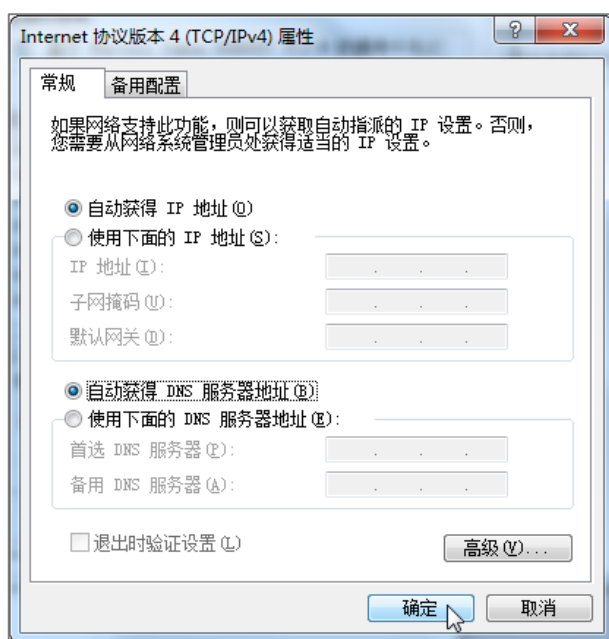 Internet 协议版本 4 (TCP/IPv4) 属性
?
X
常规
备用配置
如果网络支持此功能，则可以获取自动指派的 IP 设置。否则，
您需要从网络系统管理员处获得适当的 IP 设置。
自动获得 IP 地址(O)
使用下面的 IP 地址(S):
IP 地址(I):
子网掩码(U):
默认网关(D):
自动获得 DNS 服务器地址(B)
使用下面的 DNS 服务器地址(E):
首选 DNS 服务器(P):
备用 DNS 服务器(A):
退出时验证设置(L)
高级(V)...
确定
取消